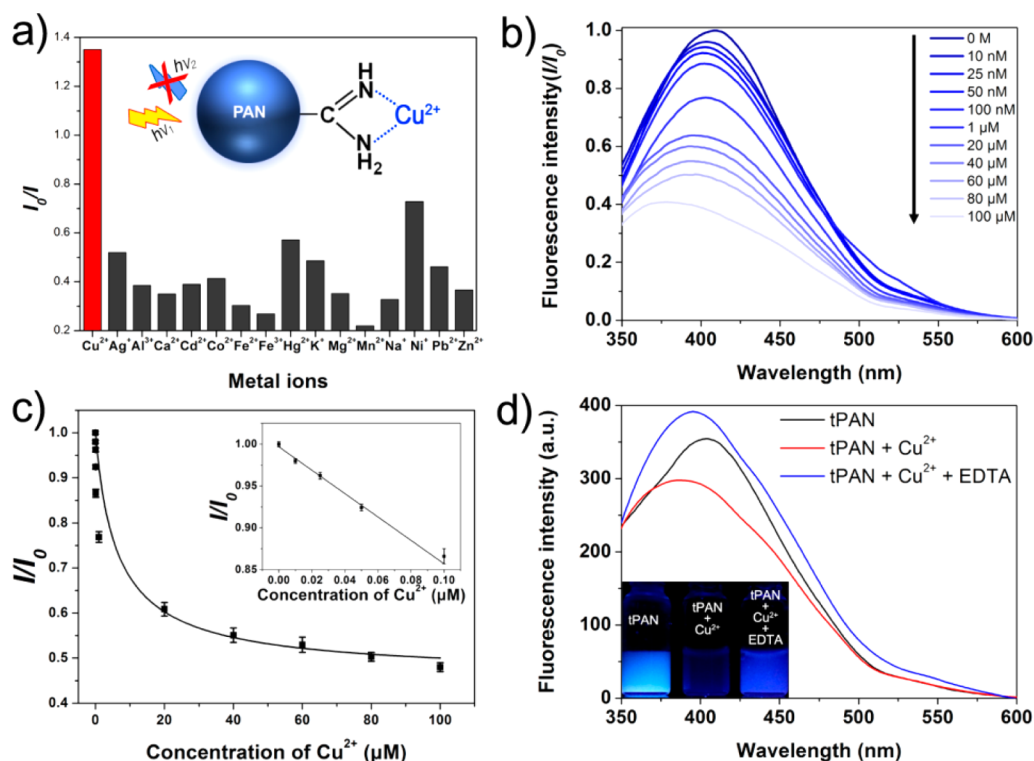 a)
I0/I
1.4
1.2
1.0
0.8
0.6
0.4
0.2
hν2
hν1
PAN
C
H
N
N
H2
Cu²⁺
Cu²⁺ Ag⁺ Al³⁺ Ca²⁺ Cd²⁺ Co²⁺ Fe²⁺ Fe³⁺ Hg²⁺ K⁺ Mg²⁺ Mn²⁺ Na⁺ Ni⁺ Pb²⁺ Zn²⁺
Metal ions
b)
Fluorescence intensity(I/I0)
1.0
0.8
0.6
0.4
0.2
0.0
0 M
10 nM
25 nM
50 nM
100 nM
1 µM
20 µM
40 µM
60 µM
80 µM
100 µM
350 400 450 500 550 600
Wavelength (nm)
c)
I/I0
1.0
0.9
0.8
0.7
0.6
0.5
0.4
I/I0
1.00
0.95
0.90
0.85
0.00 0.02 0.04 0.06 0.08 0.10
Concentration of Cu²⁺ (µM)
0 20 40 60 80 100
Concentration of Cu²⁺ (µM)
d)
Fluorescence intensity (a.u.)
400
300
200
100
0
tPAN
tPAN + Cu²⁺
tPAN + Cu²⁺ + EDTA
tPAN
tPAN
+
Cu²⁺
tPAN
+
Cu²⁺
+
EDTA
350 400 450 500 550 600
Wavelength (nm)